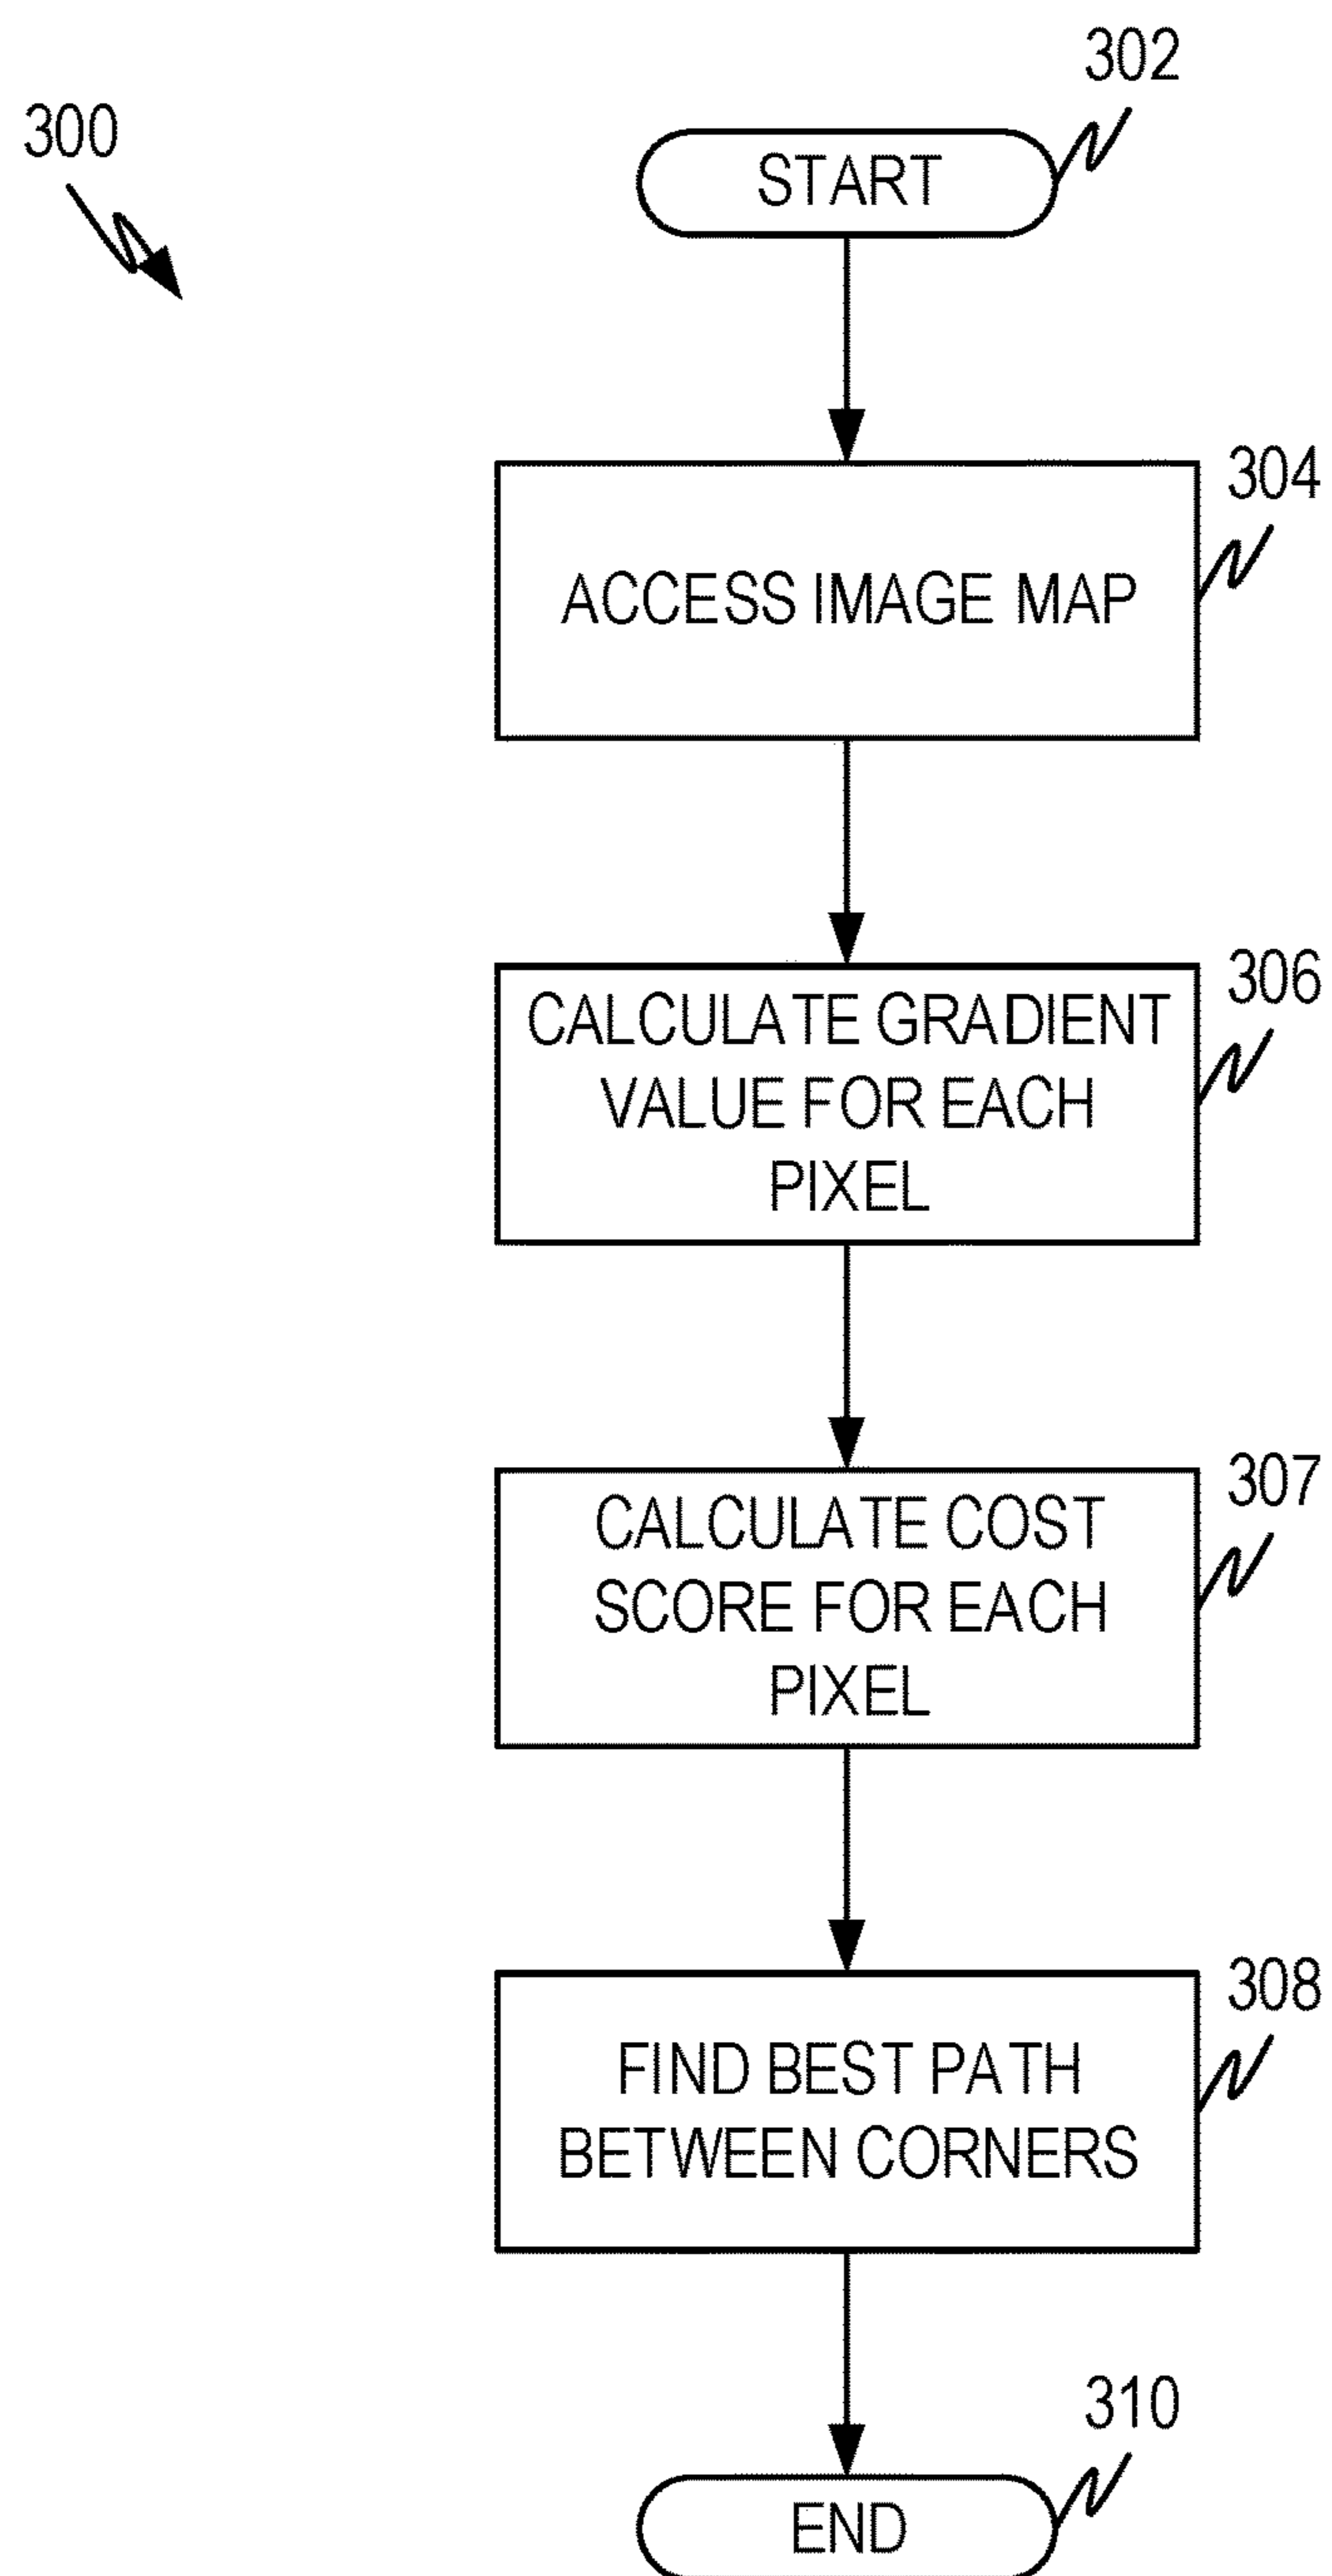 302
300
START
304
ACCESS IMAGE MAP
306
CALCULATE GRADIENT
VALUE FOR EACH
PIXEL
307
CALCULATE COST
SCORE FOR EACH
PIXEL
308
FIND BEST PATH
BETWEEN CORNERS
310
END